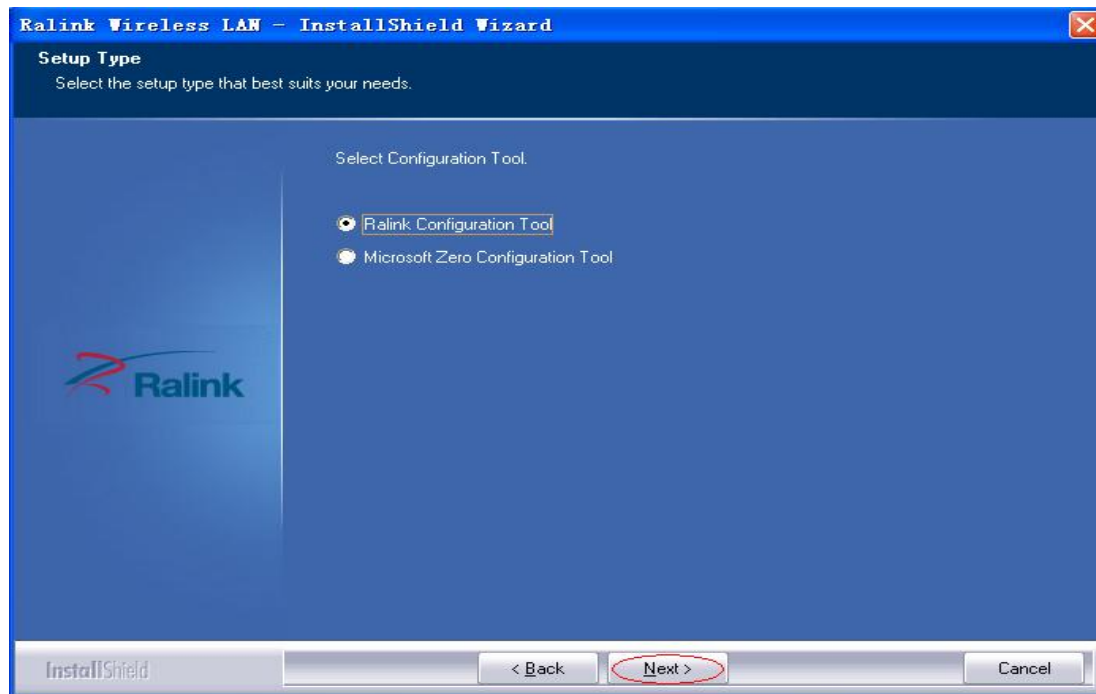 Ralink Wireless LAN - InstallShield Wizard
Setup Type
Select the setup type that best suits your needs.
Select Configuration Tool.
Ralink Configuration Tool
Microsoft Zero Configuration Tool
Ralink
InstallShield
< Back
Next >
Cancel